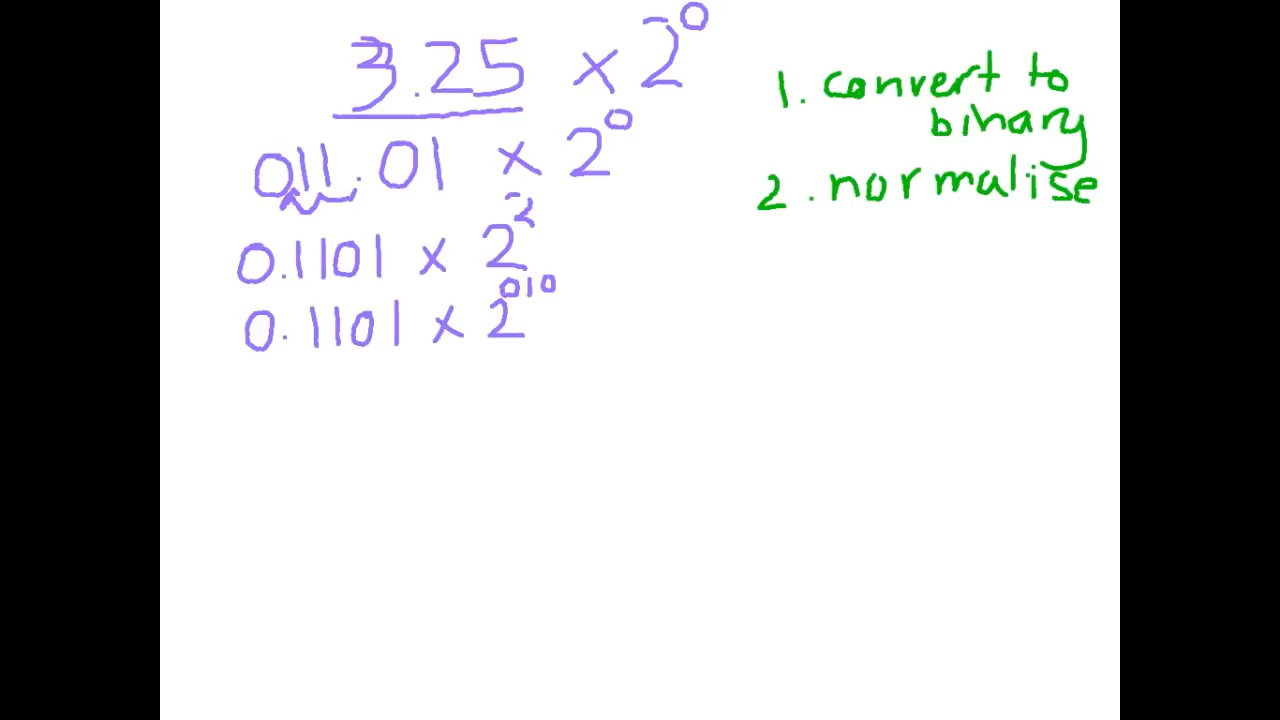 3.25 × 2⁰
011.01 × 2⁰
0.1101 × 2²
0.1101 × 2⁰¹⁰
1. convert to
binary
2. normalise